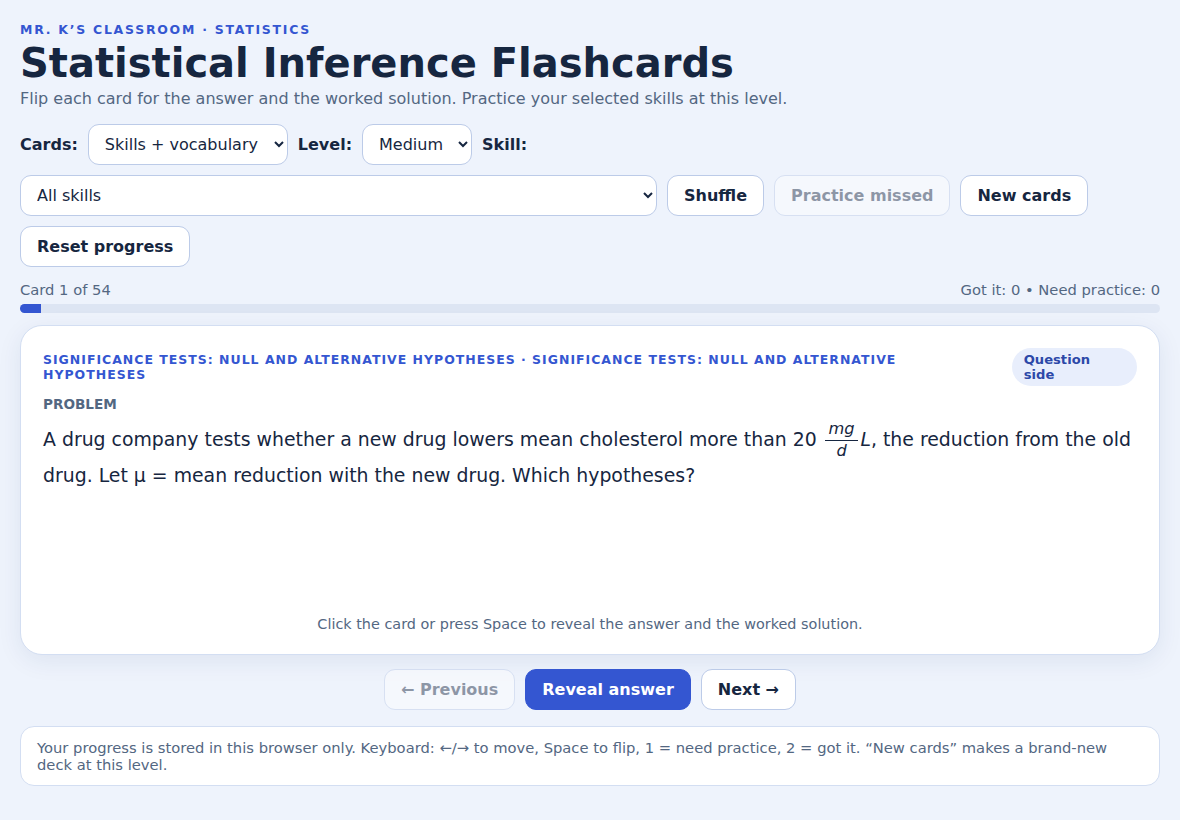 MR. K’S CLASSROOM · STATISTICS
Statistical Inference Flashcards
Flip each card for the answer and the worked solution. Practice your selected skills at this level.
Cards: Skills + vocabulary Level: Medium Skill:
All skills Shuffle Practice missed New cards
Reset progress
Card 1 of 54 Got it: 0 • Need practice: 0
SIGNIFICANCE TESTS: NULL AND ALTERNATIVE HYPOTHESES · SIGNIFICANCE TESTS: NULL AND ALTERNATIVE
HYPOTHESES
Question
side
PROBLEM
A drug company tests whether a new drug lowers mean cholesterol more than 20 mg/d L, the reduction from the old
drug. Let μ = mean reduction with the new drug. Which hypotheses?
Click the card or press Space to reveal the answer and the worked solution.
← Previous Reveal answer Next →
Your progress is stored in this browser only. Keyboard: ←/→ to move, Space to flip, 1 = need practice, 2 = got it. “New cards” makes a brand-new
deck at this level.